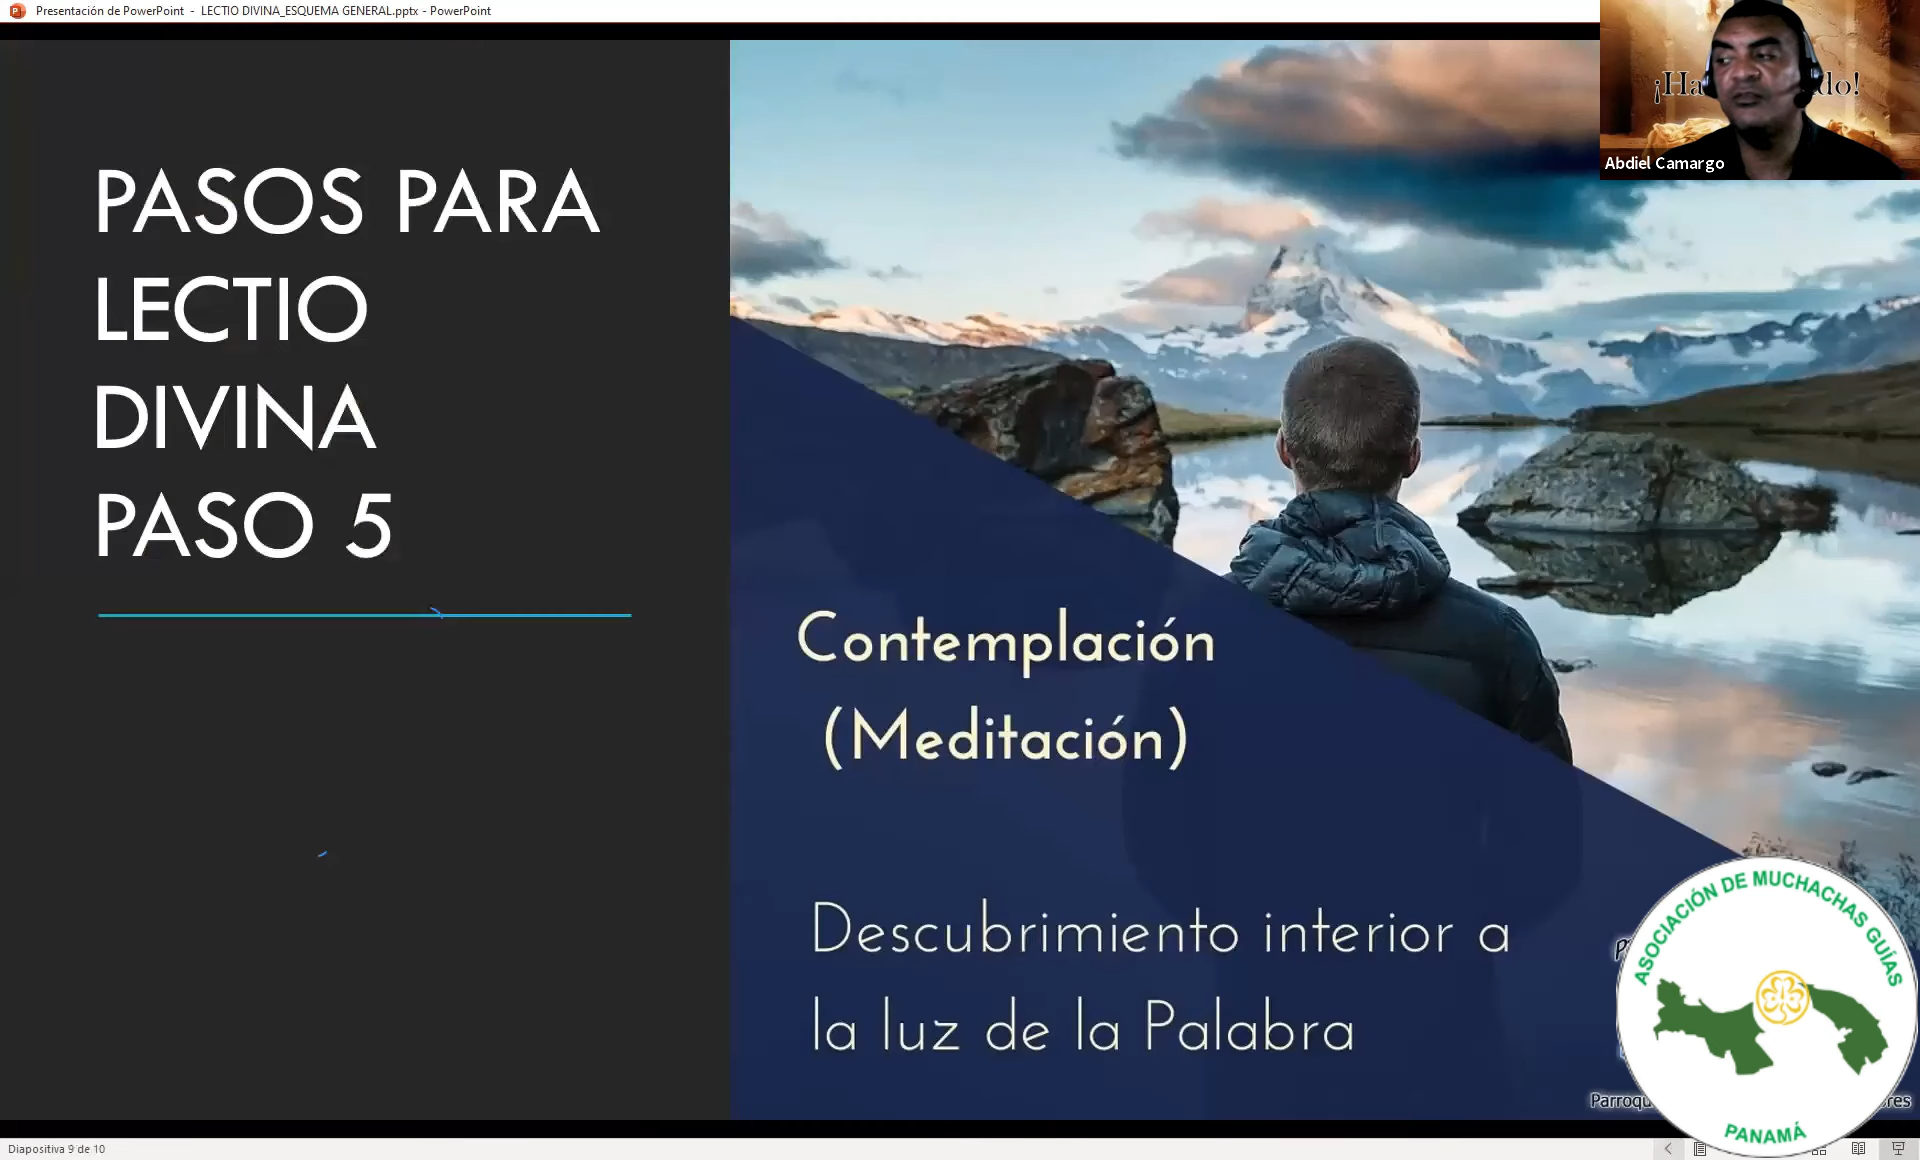 Presentación de PowerPoint - LECTIO DIVINA_ESQUEMA GENERAL.pptx - PowerPoint
Abdiel Camargo
PASOS PARA
LECTIO
DIVINA
PASO 5
Contemplación
(Meditación)
Descubrimiento interior a
la luz de la Palabra
ASOCIACIÓN DE MUCHACHAS GUÍAS
PANAMÁ
Diapositiva 9 de 10